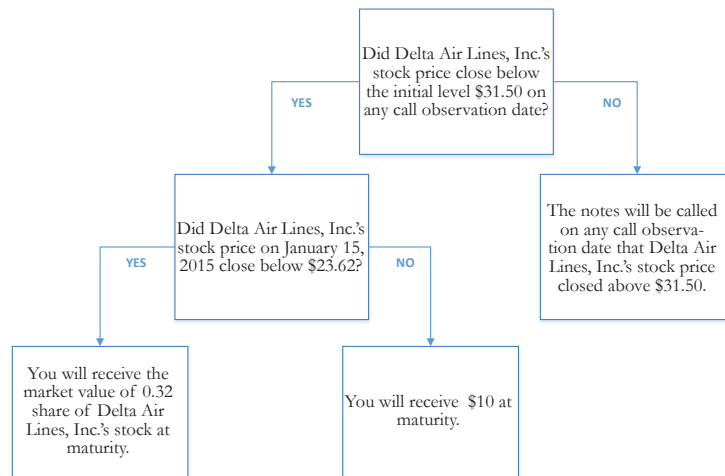 Did Delta Air Lines, Inc.'s
stock price close below
the initial level $31.50 on
any call observation date?
YES
NO
Did Delta Air Lines, Inc.'s
stock price on January 15,
2015 close below $23.62?
The notes will be called
on any call observa-
tion date that Delta Air
Lines, Inc.'s stock price
closed above $31.50.
YES
NO
You will receive the
market value of 0.32
share of Delta Air
Lines, Inc.'s stock at
maturity.
You will receive $10 at
maturity.